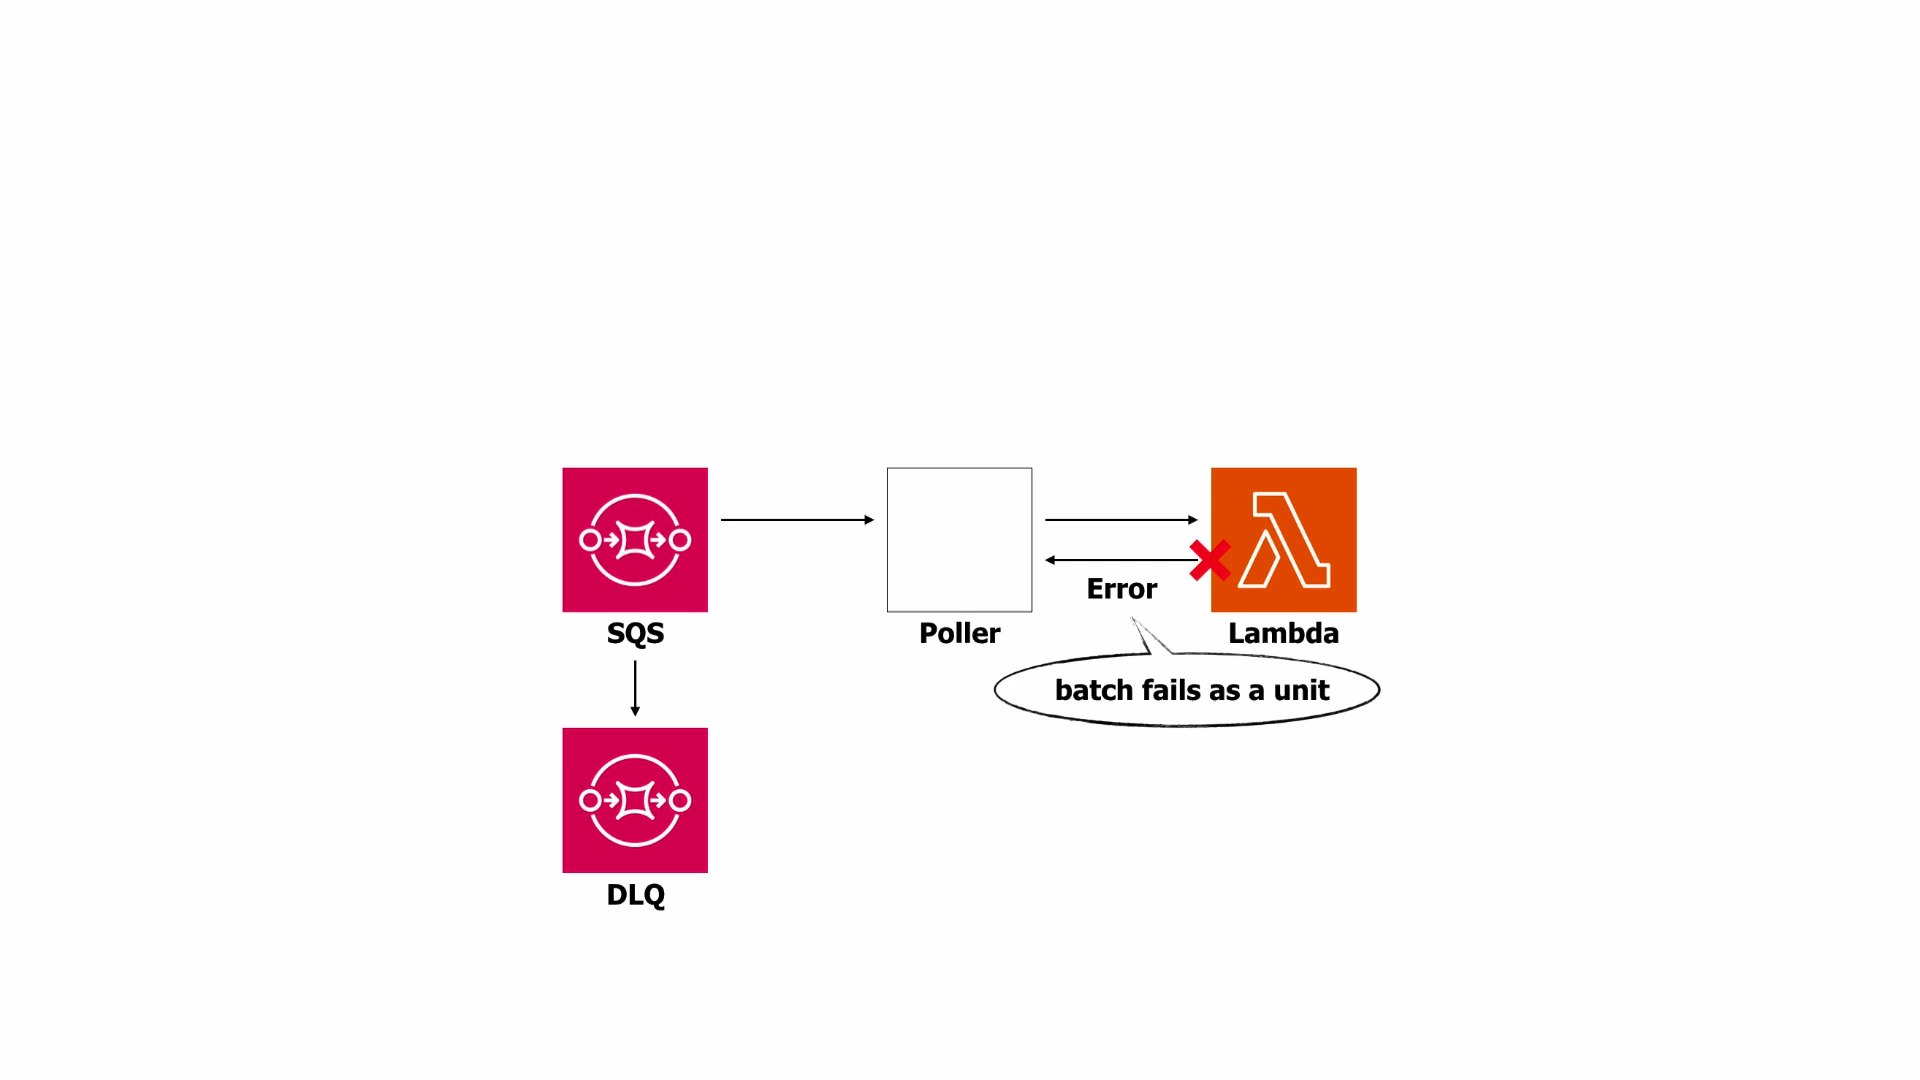 Error
SQS
Poller
Lambda
batch fails as a unit
DLQ